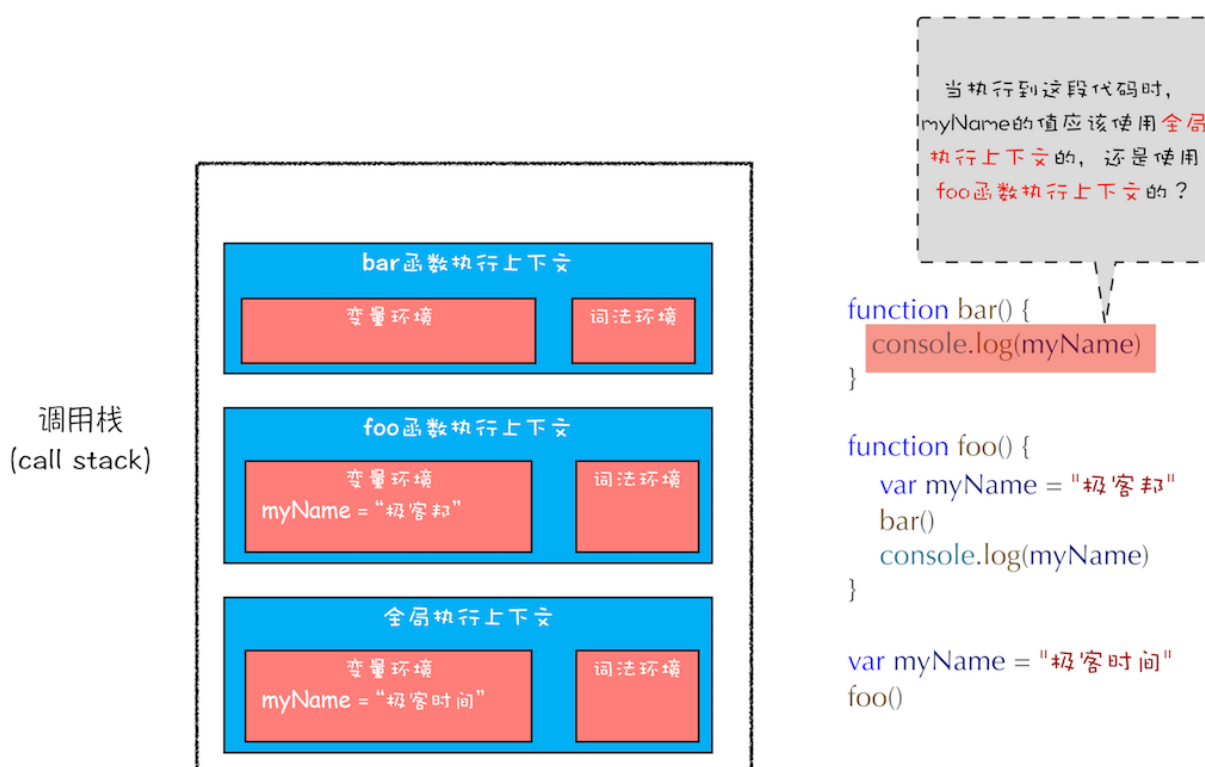 当执行到这段代码时，
myName的值应该使用全局
执行上下文的，还是使用
foo函数执行上下文的？
bar函数执行上下文
变量环境
词法环境
foo函数执行上下文
变量环境
myName = “极客邦”
词法环境
全局执行上下文
变量环境
myName = “极客时间”
词法环境
调用栈
(call stack)
function bar() {
console.log(myName)
}
function foo() {
var myName = "极客邦"
bar()
console.log(myName)
}
var myName = "极客时间"
foo()